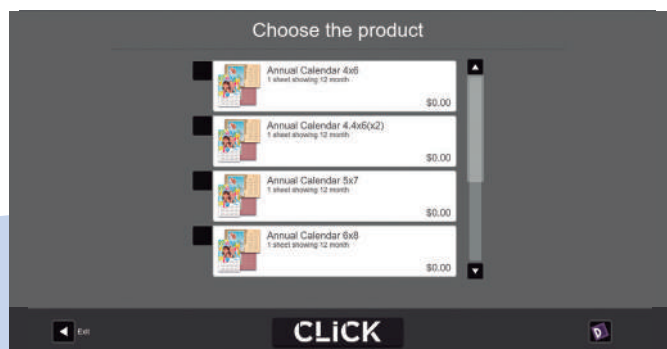 Choose the product
Annual Calendar 4x6
1 sheet showing 12 month
$0.00
Annual Calendar 4.4x6(x2)
1 sheet showing 12 month
$0.00
Annual Calendar 5x7
1 sheet showing 12 month
$0.00
Annual Calendar 6x8
1 sheet showing 12 month
$0.00
Exit
CLiCK
D